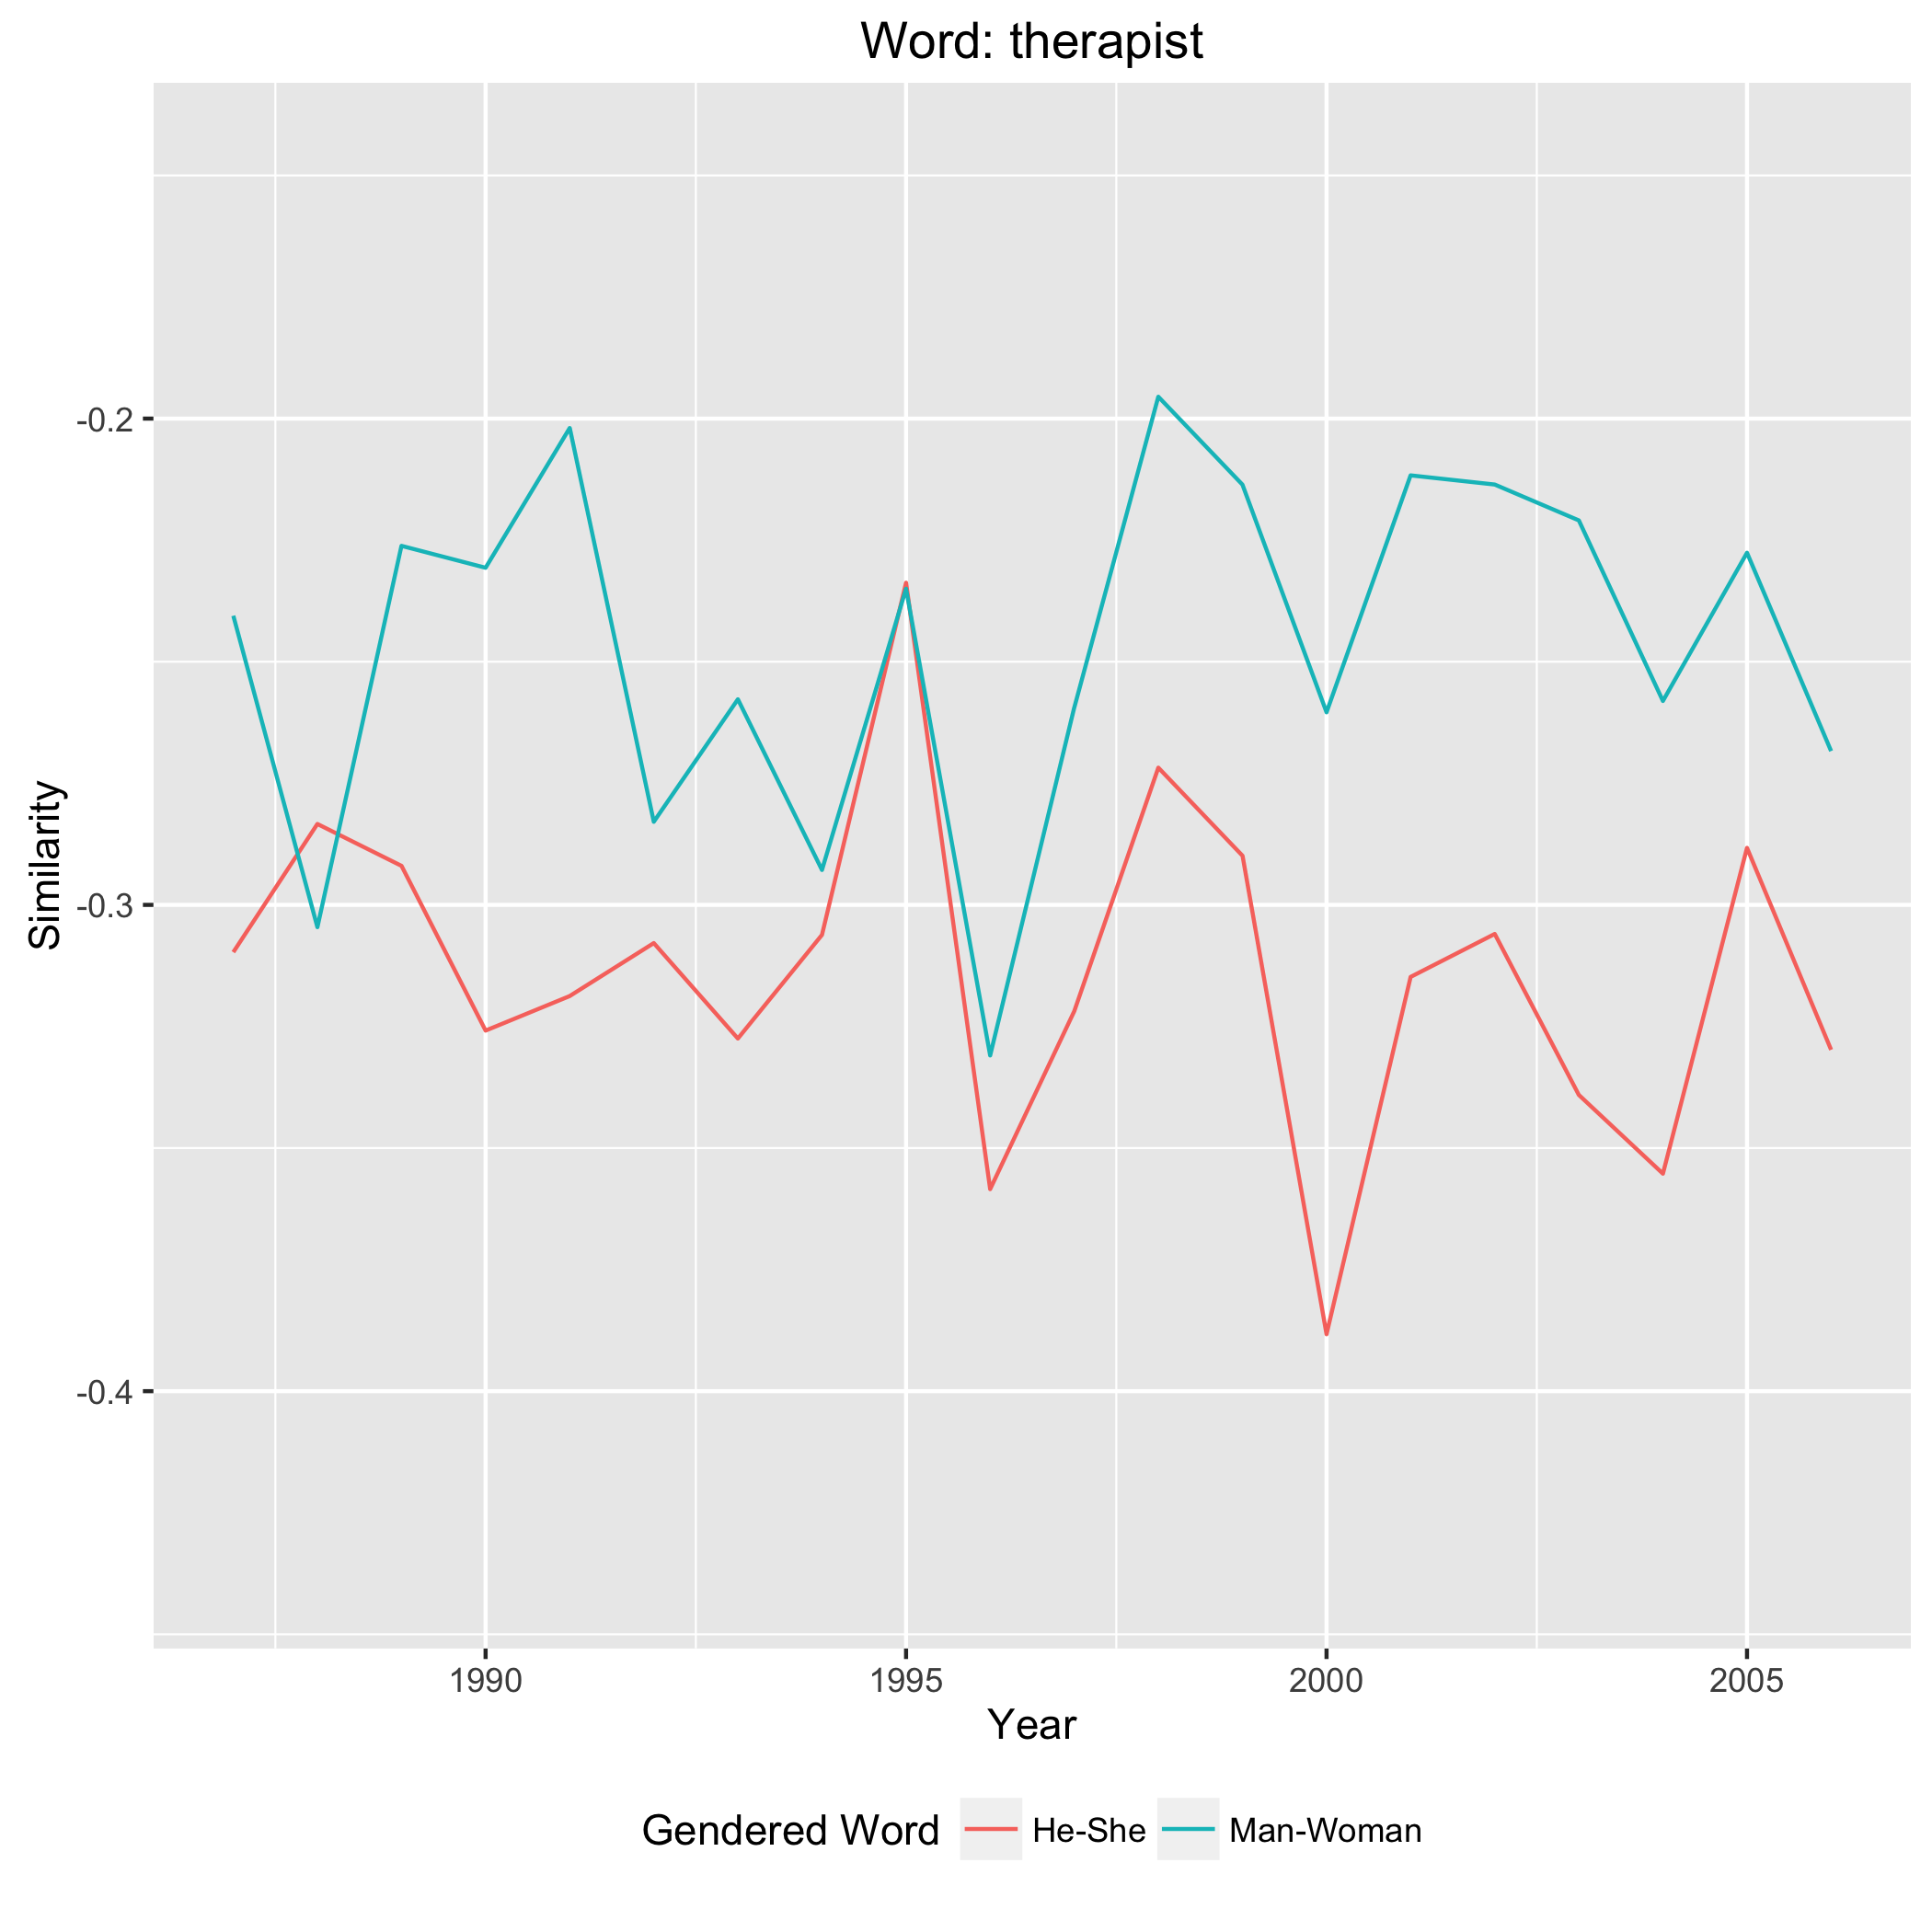 Word: therapist
Similarity
-0.2
-0.3
-0.4
1990 1995 2000 2005
Year
Gendered Word He-She Man-Woman